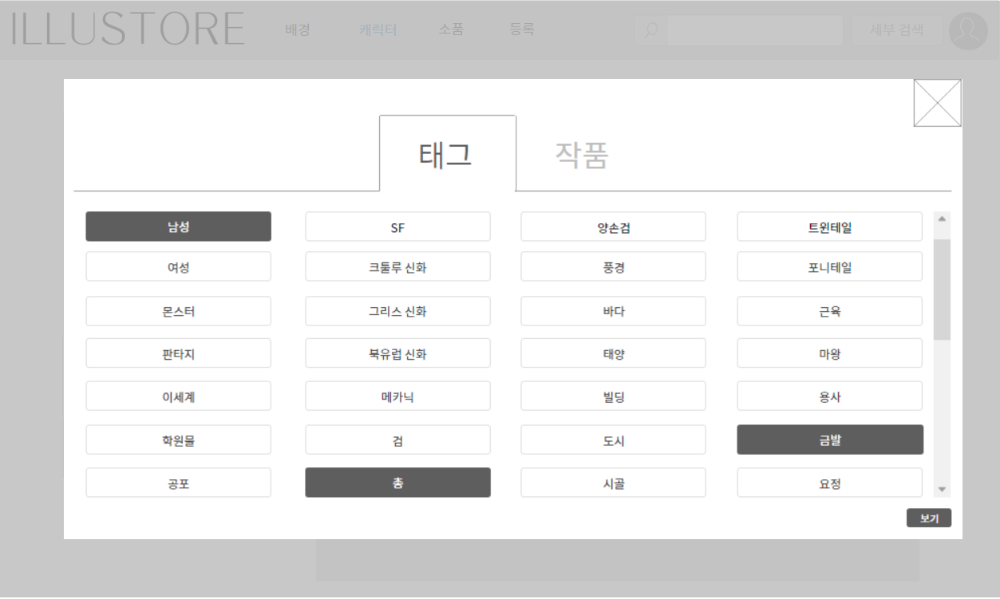 ILLUSTORE 배경 캐릭터 소품 등록 세부 검색
태그 작품
남성 SF 양손검 트윈테일
여성 크툴루 신화 풍경 포니테일
몬스터 그리스 신화 바다 근육
판타지 북유럽 신화 태양 마왕
이세계 메카닉 빌딩 용사
학원물 검 도시 금발
공포 총 시골 요정
보기